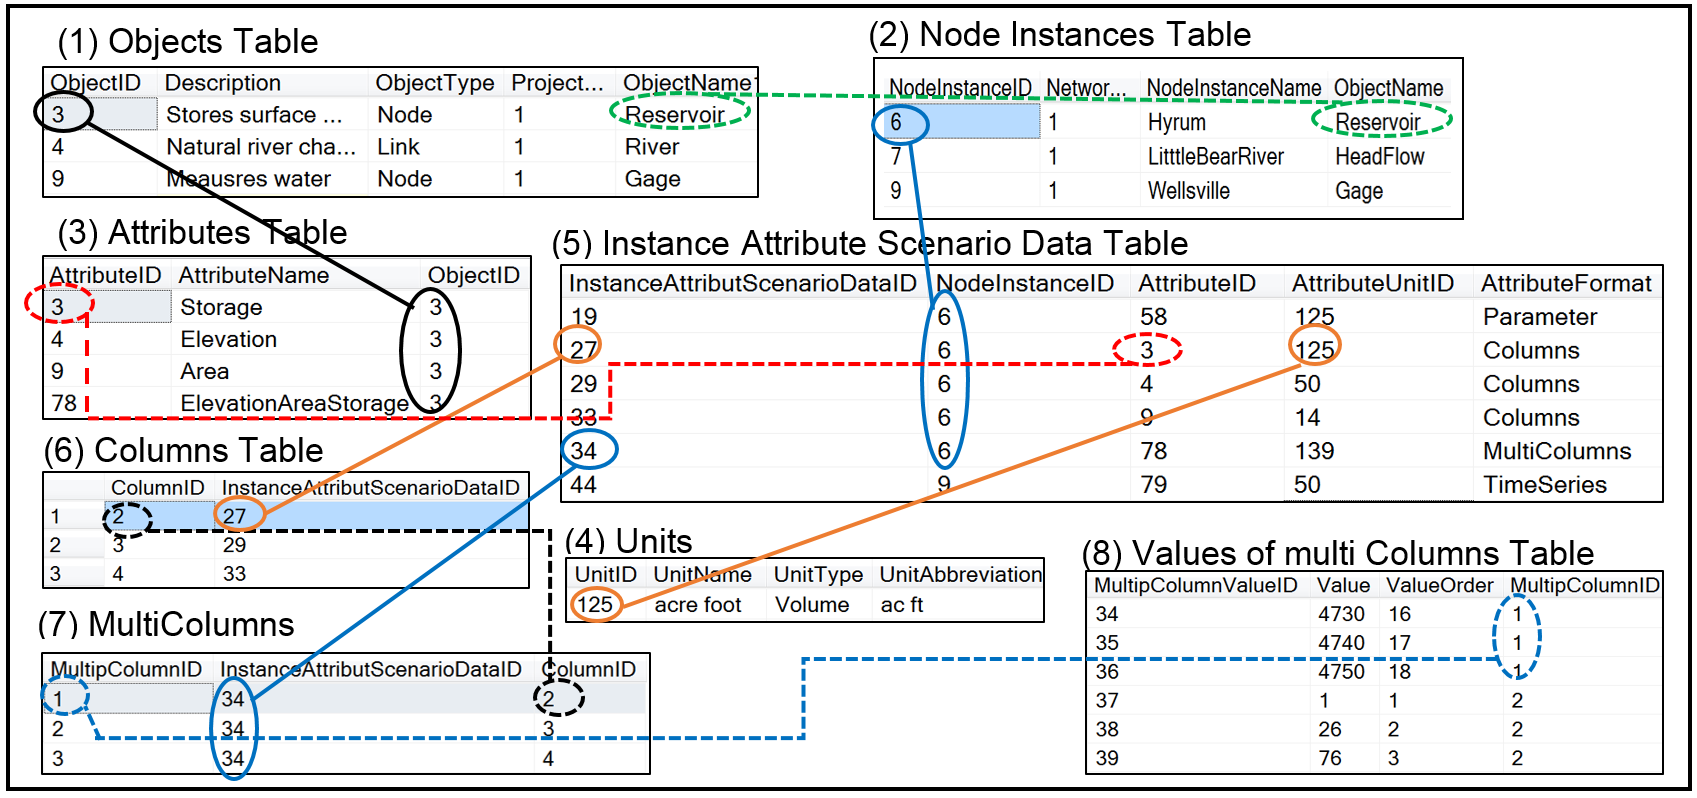 (1) Objects Table
ObjectID Description ObjectType Project... ObjectName
3 Stores surface ... Node 1 Reservoir
4 Natural river cha... Link 1 River
9 Meausres water Node 1 Gage
(2) Node Instances Table
NodeInstanceID Networ... NodeInstanceName ObjectName
6 1 Hyrum Reservoir
7 1 LitttleBearRiver HeadFlow
9 1 Wellsville Gage
(3) Attributes Table
AttributeID AttributeName ObjectID
3 Storage 3
4 Elevation 3
9 Area 3
78 ElevationAreaStorage 3
(5) Instance Attribute Scenario Data Table
InstanceAttributScenarioDataID NodeInstanceID AttributeID AttributeUnitID AttributeFormat
19 6 58 125 Parameter
27 6 3 125 Columns
29 6 4 50 Columns
33 6 9 14 Columns
34 6 78 139 MultiColumns
44 9 79 50 TimeSeries
(6) Columns Table
ColumnID InstanceAttributScenarioDataID
1 2 27
2 3 29
3 4 33
(4) Units
UnitID UnitName UnitType UnitAbbreviation
125 acre foot Volume ac ft
(7) MultiColumns
MultipColumnID InstanceAttributScenarioDataID ColumnID
1 34 2
2 34 3
3 34 4
(8) Values of multi Columns Table
MultipColumnValueID Value ValueOrder MultipColumnID
34 4730 16 1
35 4740 17 1
36 4750 18 1
37 1 1 2
38 26 2 2
39 76 3 2